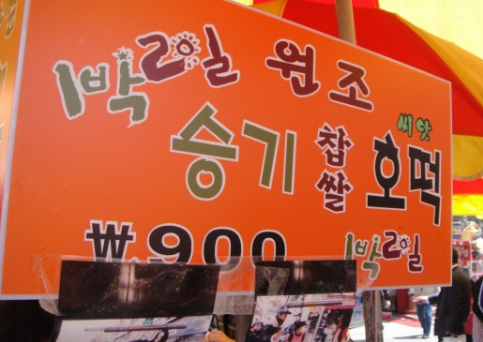 1박2일 원조
승기 찹쌀 씨앗 호떡
₩900 1박2일